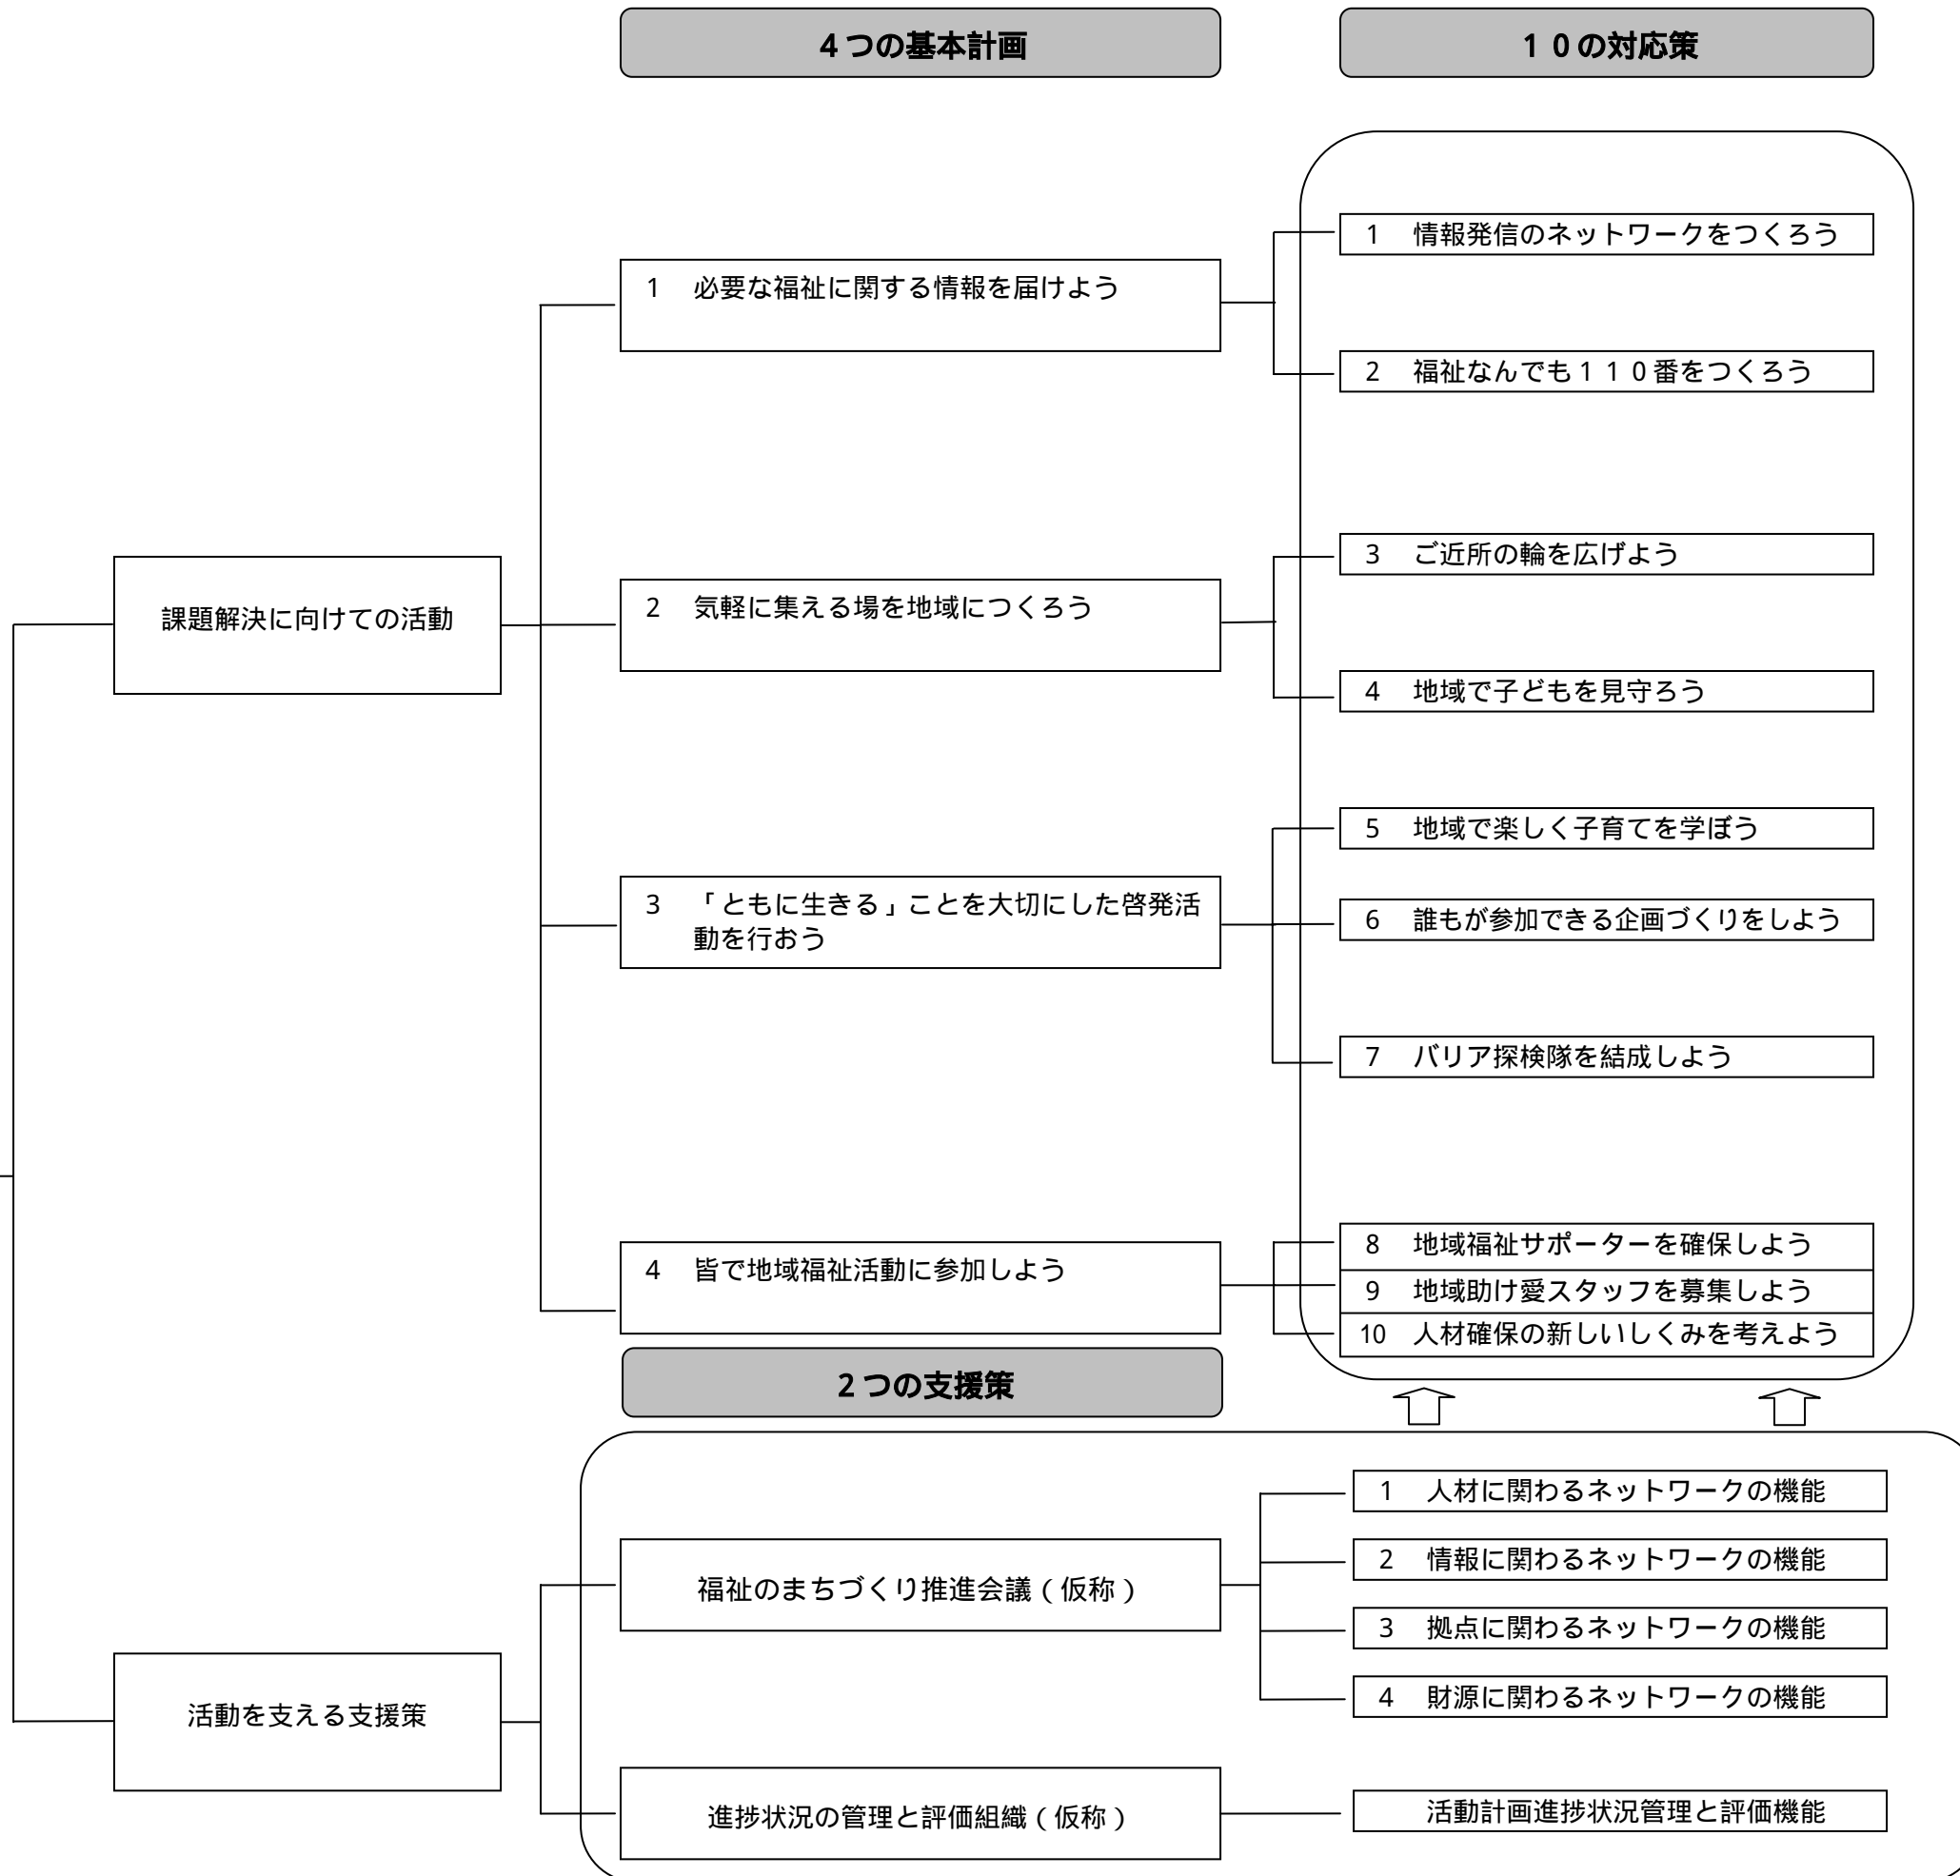 ４つの基本計画
１０の対応策
課題解決に向けての活動
1 必要な福祉に関する情報を届けよう
1 情報発信のネットワークをつくろう
2 福祉なんでも１１０番をつくろう
2 気軽に集える場を地域につくろう
3 ご近所の輪を広げよう
4 地域で子どもを見守ろう
3 「ともに生きる」ことを大切にした啓発活
動を行おう
5 地域で楽しく子育てを学ぼう
6 誰もが参加できる企画づくりをしよう
7 バリア探検隊を結成しよう
4 皆で地域福祉活動に参加しよう
8 地域福祉サポーターを確保しよう
9 地域助け愛スタッフを募集しよう
10 人材確保の新しいしくみを考えよう
２つの支援策
活動を支える支援策
福祉のまちづくり推進会議（仮称）
1 人材に関わるネットワークの機能
2 情報に関わるネットワークの機能
3 拠点に関わるネットワークの機能
4 財源に関わるネットワークの機能
進捗状況の管理と評価組織（仮称）
活動計画進捗状況管理と評価機能